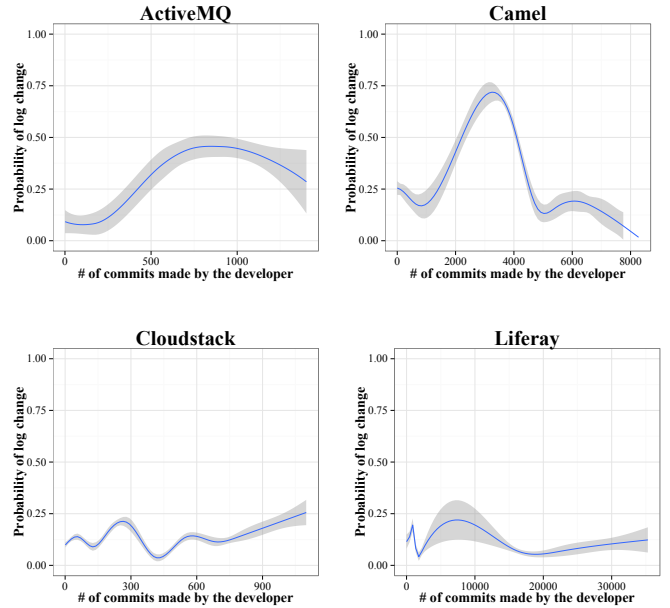 ActiveMQ
Probability of log change
1.00
0.75
0.50
0.25
0.00
0 500 1000
# of commits made by the developer
Camel
Probability of log change
1.00
0.75
0.50
0.25
0.00
0 2000 4000 6000 8000
# of commits made by the developer
Cloudstack
Probability of log change
1.00
0.75
0.50
0.25
0.00
0 300 600 900
# of commits made by the developer
Liferay
Probability of log change
1.00
0.75
0.50
0.25
0.00
0 10000 20000 30000
# of commits made by the developer